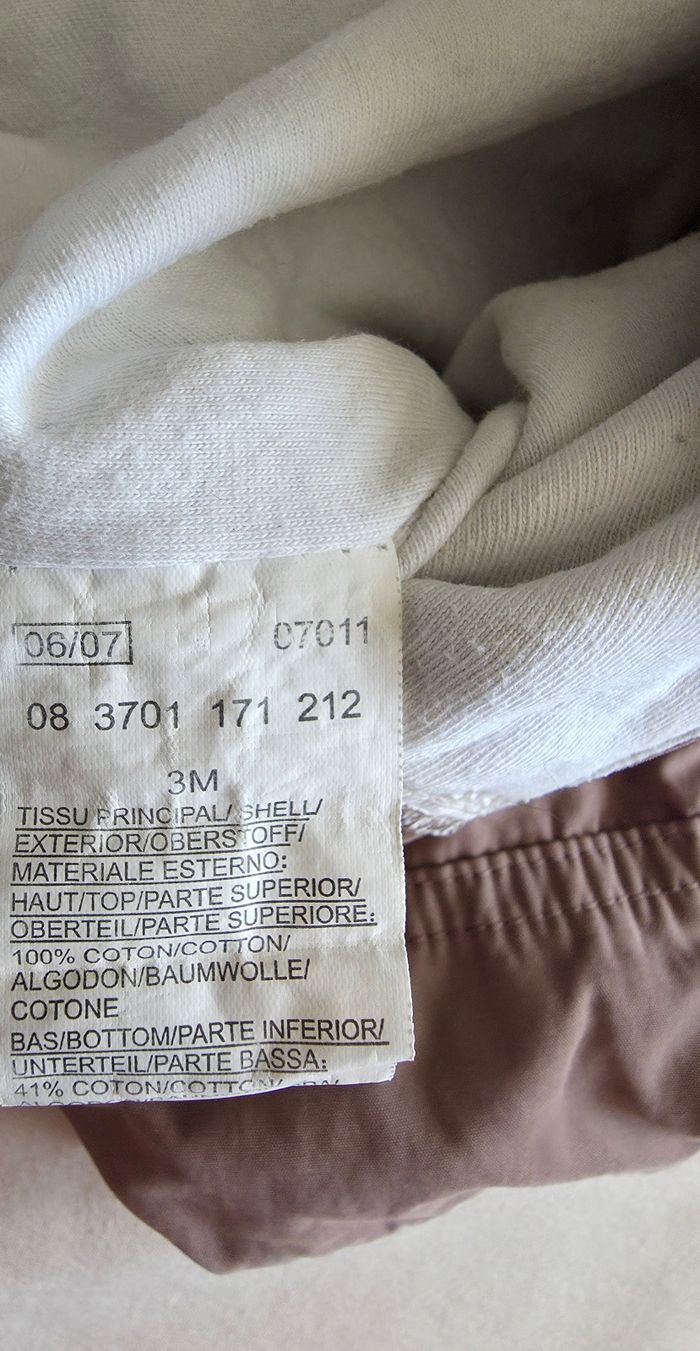 06/07 07011
08 3701 171 212
3M
TISSU PRINCIPAL/ SHELL/
EXTERIOR/OBERSTOFF/
MATERIALE ESTERNO:
HAUT/TOP/PARTE SUPERIOR/
OBERTEIL/PARTE SUPERIORE:
100% COTON/COTTON/
ALGODON/BAUMWOLLE/
COTONE
BAS/BOTTOM/PARTE INFERIOR/
UNTERTEIL/PARTE BASSA:
41% COTON/COTTON/